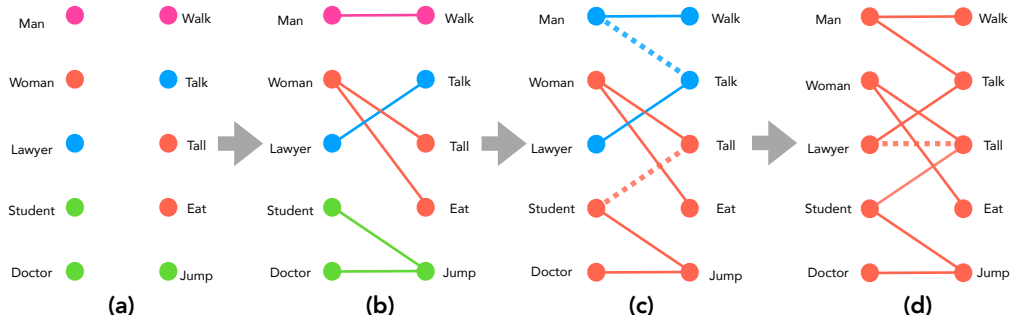 Man Walk
Woman Talk
Lawyer Tall
Student Eat
Doctor Jump
(a)
Man Walk
Woman Talk
Lawyer Tall
Student Eat
Doctor Jump
(b)
Man Walk
Woman Talk
Lawyer Tall
Student Eat
Doctor Jump
(c)
Man Walk
Woman Talk
Lawyer Tall
Student Eat
Doctor Jump
(d)